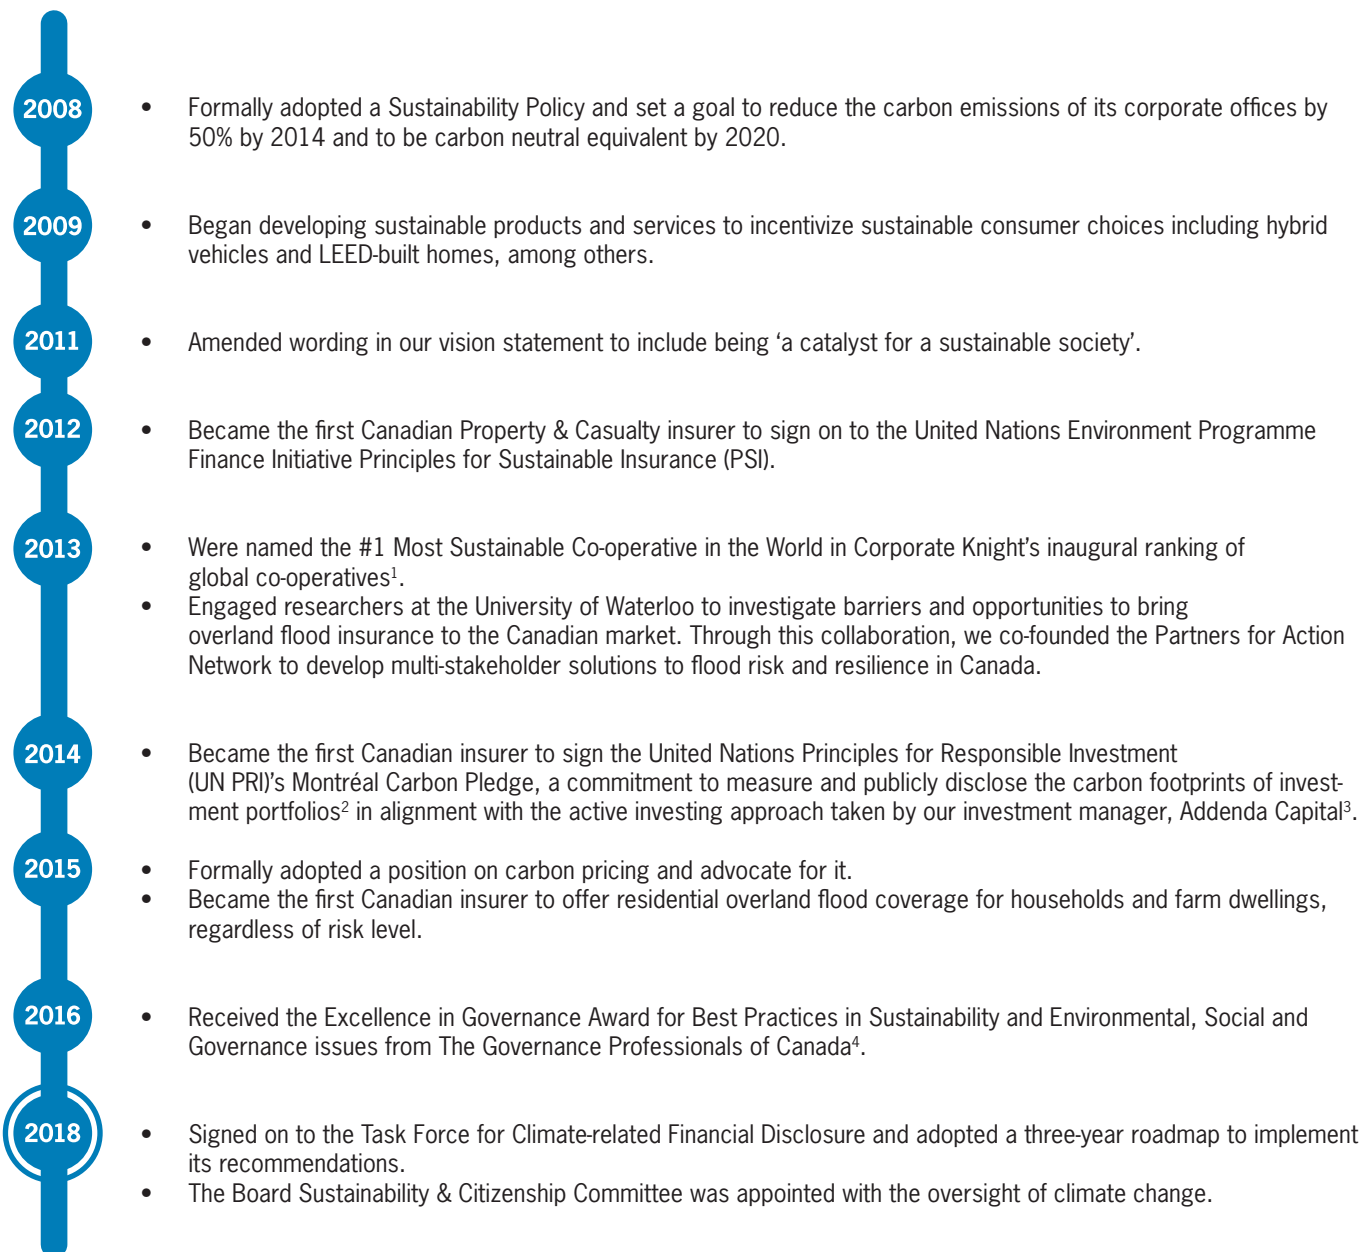 2008
• Formally adopted a Sustainability Policy and set a goal to reduce the carbon emissions of its corporate offices by
50% by 2014 and to be carbon neutral equivalent by 2020.
2009
• Began developing sustainable products and services to incentivize sustainable consumer choices including hybrid
vehicles and LEED-built homes, among others.
2011
• Amended wording in our vision statement to include being ‘a catalyst for a sustainable society’.
2012
• Became the first Canadian Property & Casualty insurer to sign on to the United Nations Environment Programme
Finance Initiative Principles for Sustainable Insurance (PSI).
2013
• Were named the #1 Most Sustainable Co-operative in the World in Corporate Knight’s inaugural ranking of
global co-operatives¹.
• Engaged researchers at the University of Waterloo to investigate barriers and opportunities to bring
overland flood insurance to the Canadian market. Through this collaboration, we co-founded the Partners for Action
Network to develop multi-stakeholder solutions to flood risk and resilience in Canada.
2014
• Became the first Canadian insurer to sign the United Nations Principles for Responsible Investment
(UN PRI)’s Montréal Carbon Pledge, a commitment to measure and publicly disclose the carbon footprints of invest-
ment portfolios² in alignment with the active investing approach taken by our investment manager, Addenda Capital³.
2015
• Formally adopted a position on carbon pricing and advocate for it.
• Became the first Canadian insurer to offer residential overland flood coverage for households and farm dwellings,
regardless of risk level.
2016
• Received the Excellence in Governance Award for Best Practices in Sustainability and Environmental, Social and
Governance issues from The Governance Professionals of Canada⁴.
2018
• Signed on to the Task Force for Climate-related Financial Disclosure and adopted a three-year roadmap to implement
its recommendations.
• The Board Sustainability & Citizenship Committee was appointed with the oversight of climate change.